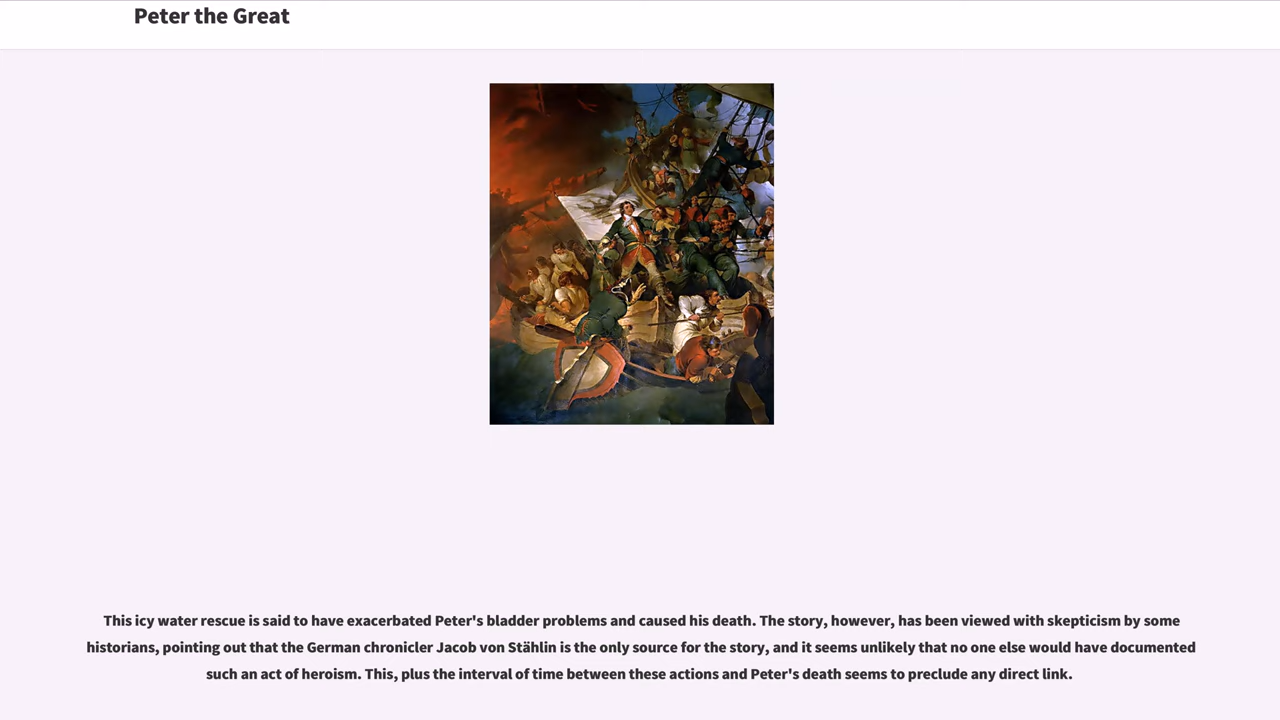 Peter the Great
This icy water rescue is said to have exacerbated Peter's bladder problems and caused his death. The story, however, has been viewed with skepticism by some
historians, pointing out that the German chronicler Jacob von Stählin is the only source for the story, and it seems unlikely that no one else would have documented
such an act of heroism. This, plus the interval of time between these actions and Peter's death seems to preclude any direct link.